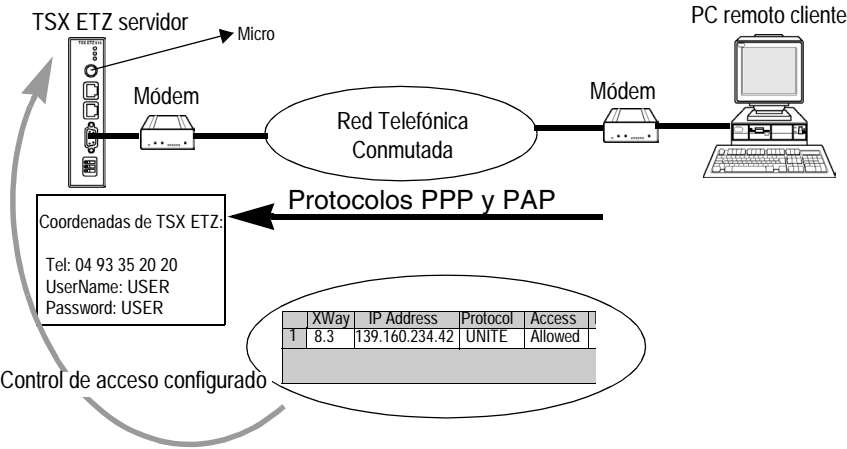 TSX ETZ servidor
PC remoto cliente
Micro
Módem
Módem
Red Telefónica
Conmutada
Protocolos PPP y PAP
Coordenadas de TSX ETZ:
Tel: 04 93 35 20 20
UserName: USER
Password: USER
XWay IP Address Protocol Access
1 8.3 139.160.234.42 UNITE Allowed
Control de acceso configurado